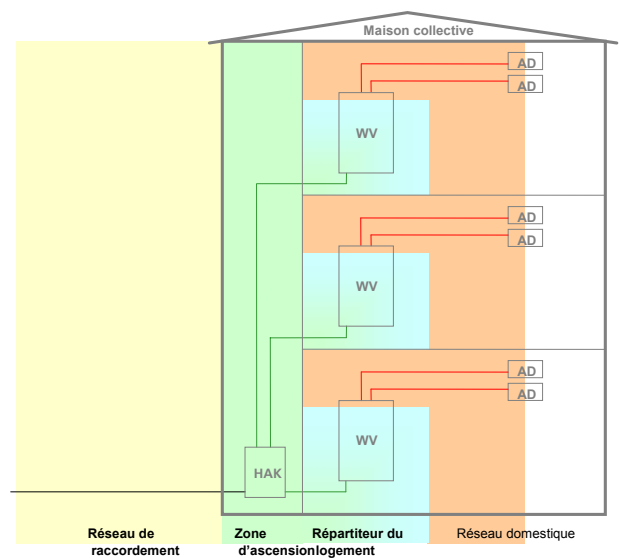 Maison collective
AD
AD
WV
AD
AD
WV
AD
AD
WV
HAK
Réseau de raccordement
Zone d'ascension
Répartiteur du logement
Réseau domestique